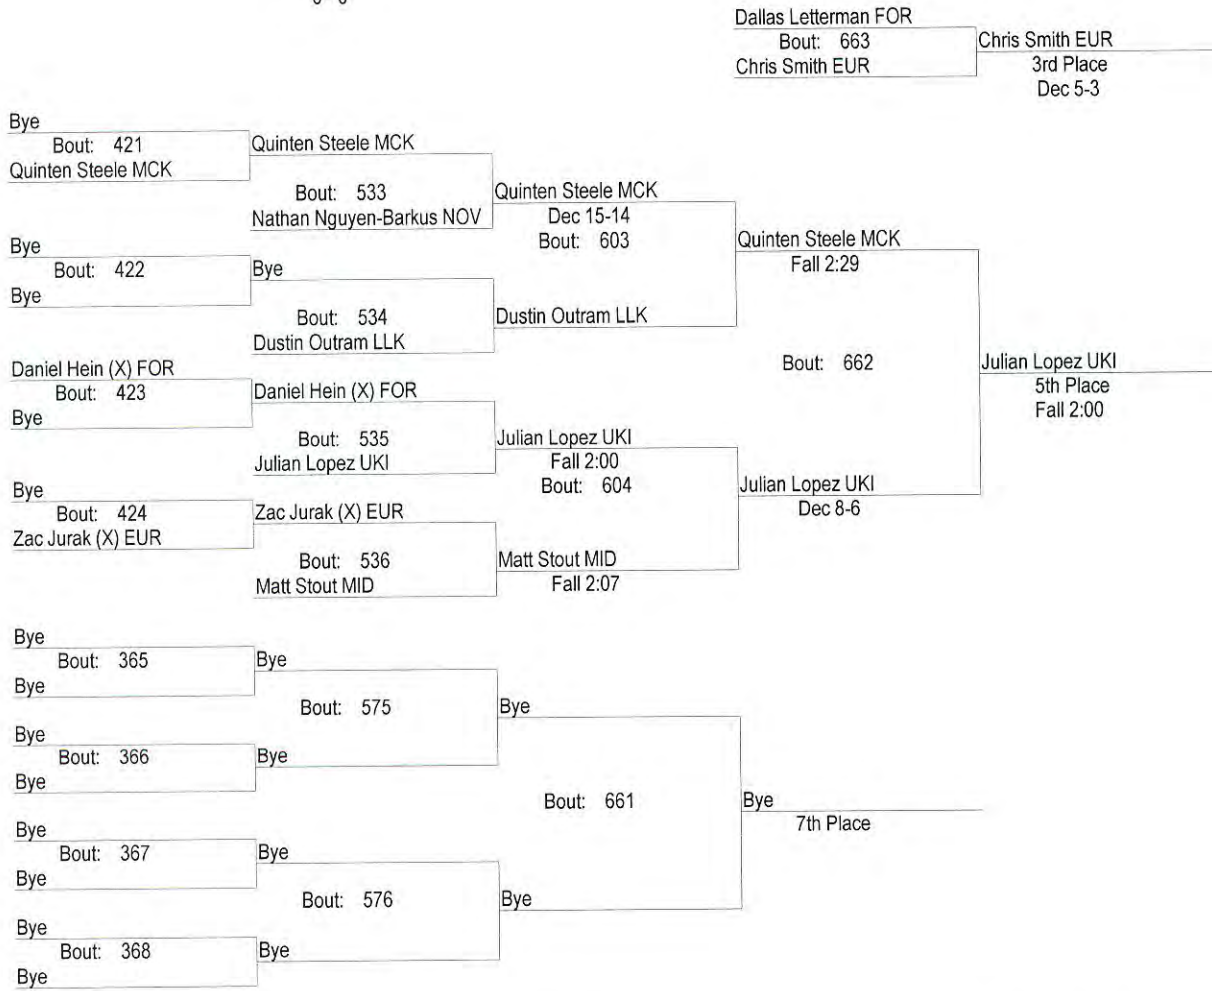 Dallas Letterman FOR
Bout: 663
Chris Smith EUR
Chris Smith EUR
3rd Place
Dec 5-3
Bye
Bout: 421
Quinten Steele MCK
Quinten Steele MCK
Bout: 533
Nathan Nguyen-Barkus NOV
Quinten Steele MCK
Dec 15-14
Bout: 603
Bye
Bout: 422
Bye
Bye
Bout: 534
Dustin Outram LLK
Dustin Outram LLK
Quinten Steele MCK
Fall 2:29
Bout: 662
Julian Lopez UKI
5th Place
Fall 2:00
Daniel Hein (X) FOR
Bout: 423
Bye
Daniel Hein (X) FOR
Bout: 535
Julian Lopez UKI
Julian Lopez UKI
Fall 2:00
Bout: 604
Julian Lopez UKI
Dec 8-6
Bye
Bout: 424
Zac Jurak (X) EUR
Zac Jurak (X) EUR
Bout: 536
Matt Stout MID
Matt Stout MID
Fall 2:07
Bye
Bout: 365
Bye
Bye
Bout: 575
Bye
Bye
Bout: 366
Bye
Bye
Bout: 661
Bye
7th Place
Bye
Bout: 367
Bye
Bye
Bout: 576
Bye
Bye
Bout: 368
Bye
Bye